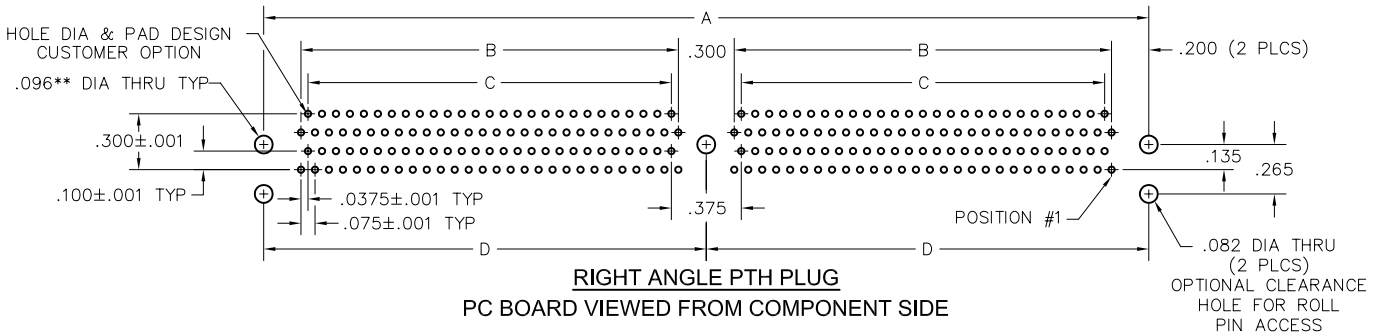 A
HOLE DIA & PAD DESIGN
CUSTOMER OPTION
B
.300
B
.200 (2 PLCS)
.096** DIA THRU TYP
C
C
.300±.001
.135
.265
.100±.001 TYP
.0375±.001 TYP
.375
.075±.001 TYP
POSITION #1
D
D
.082 DIA THRU
(2 PLCS)
OPTIONAL CLEARANCE
HOLE FOR ROLL
PIN ACCESS
RIGHT ANGLE PTH PLUG
PC BOARD VIEWED FROM COMPONENT SIDE